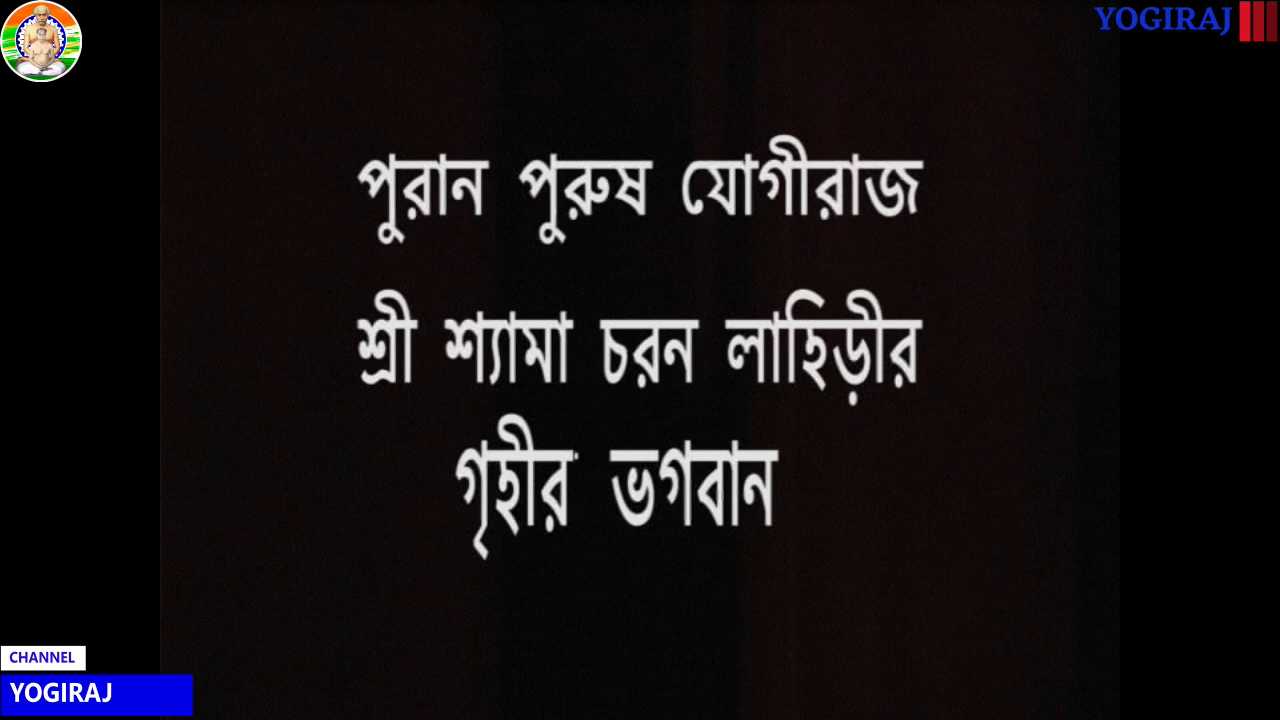 YOGIRAJ
পুরান পুরুষ যোগীরাজ
শ্রী শ্যামা চরন লাহিড়ীর
গৃহীর ভগবান
CHANNEL
YOGIRAJ